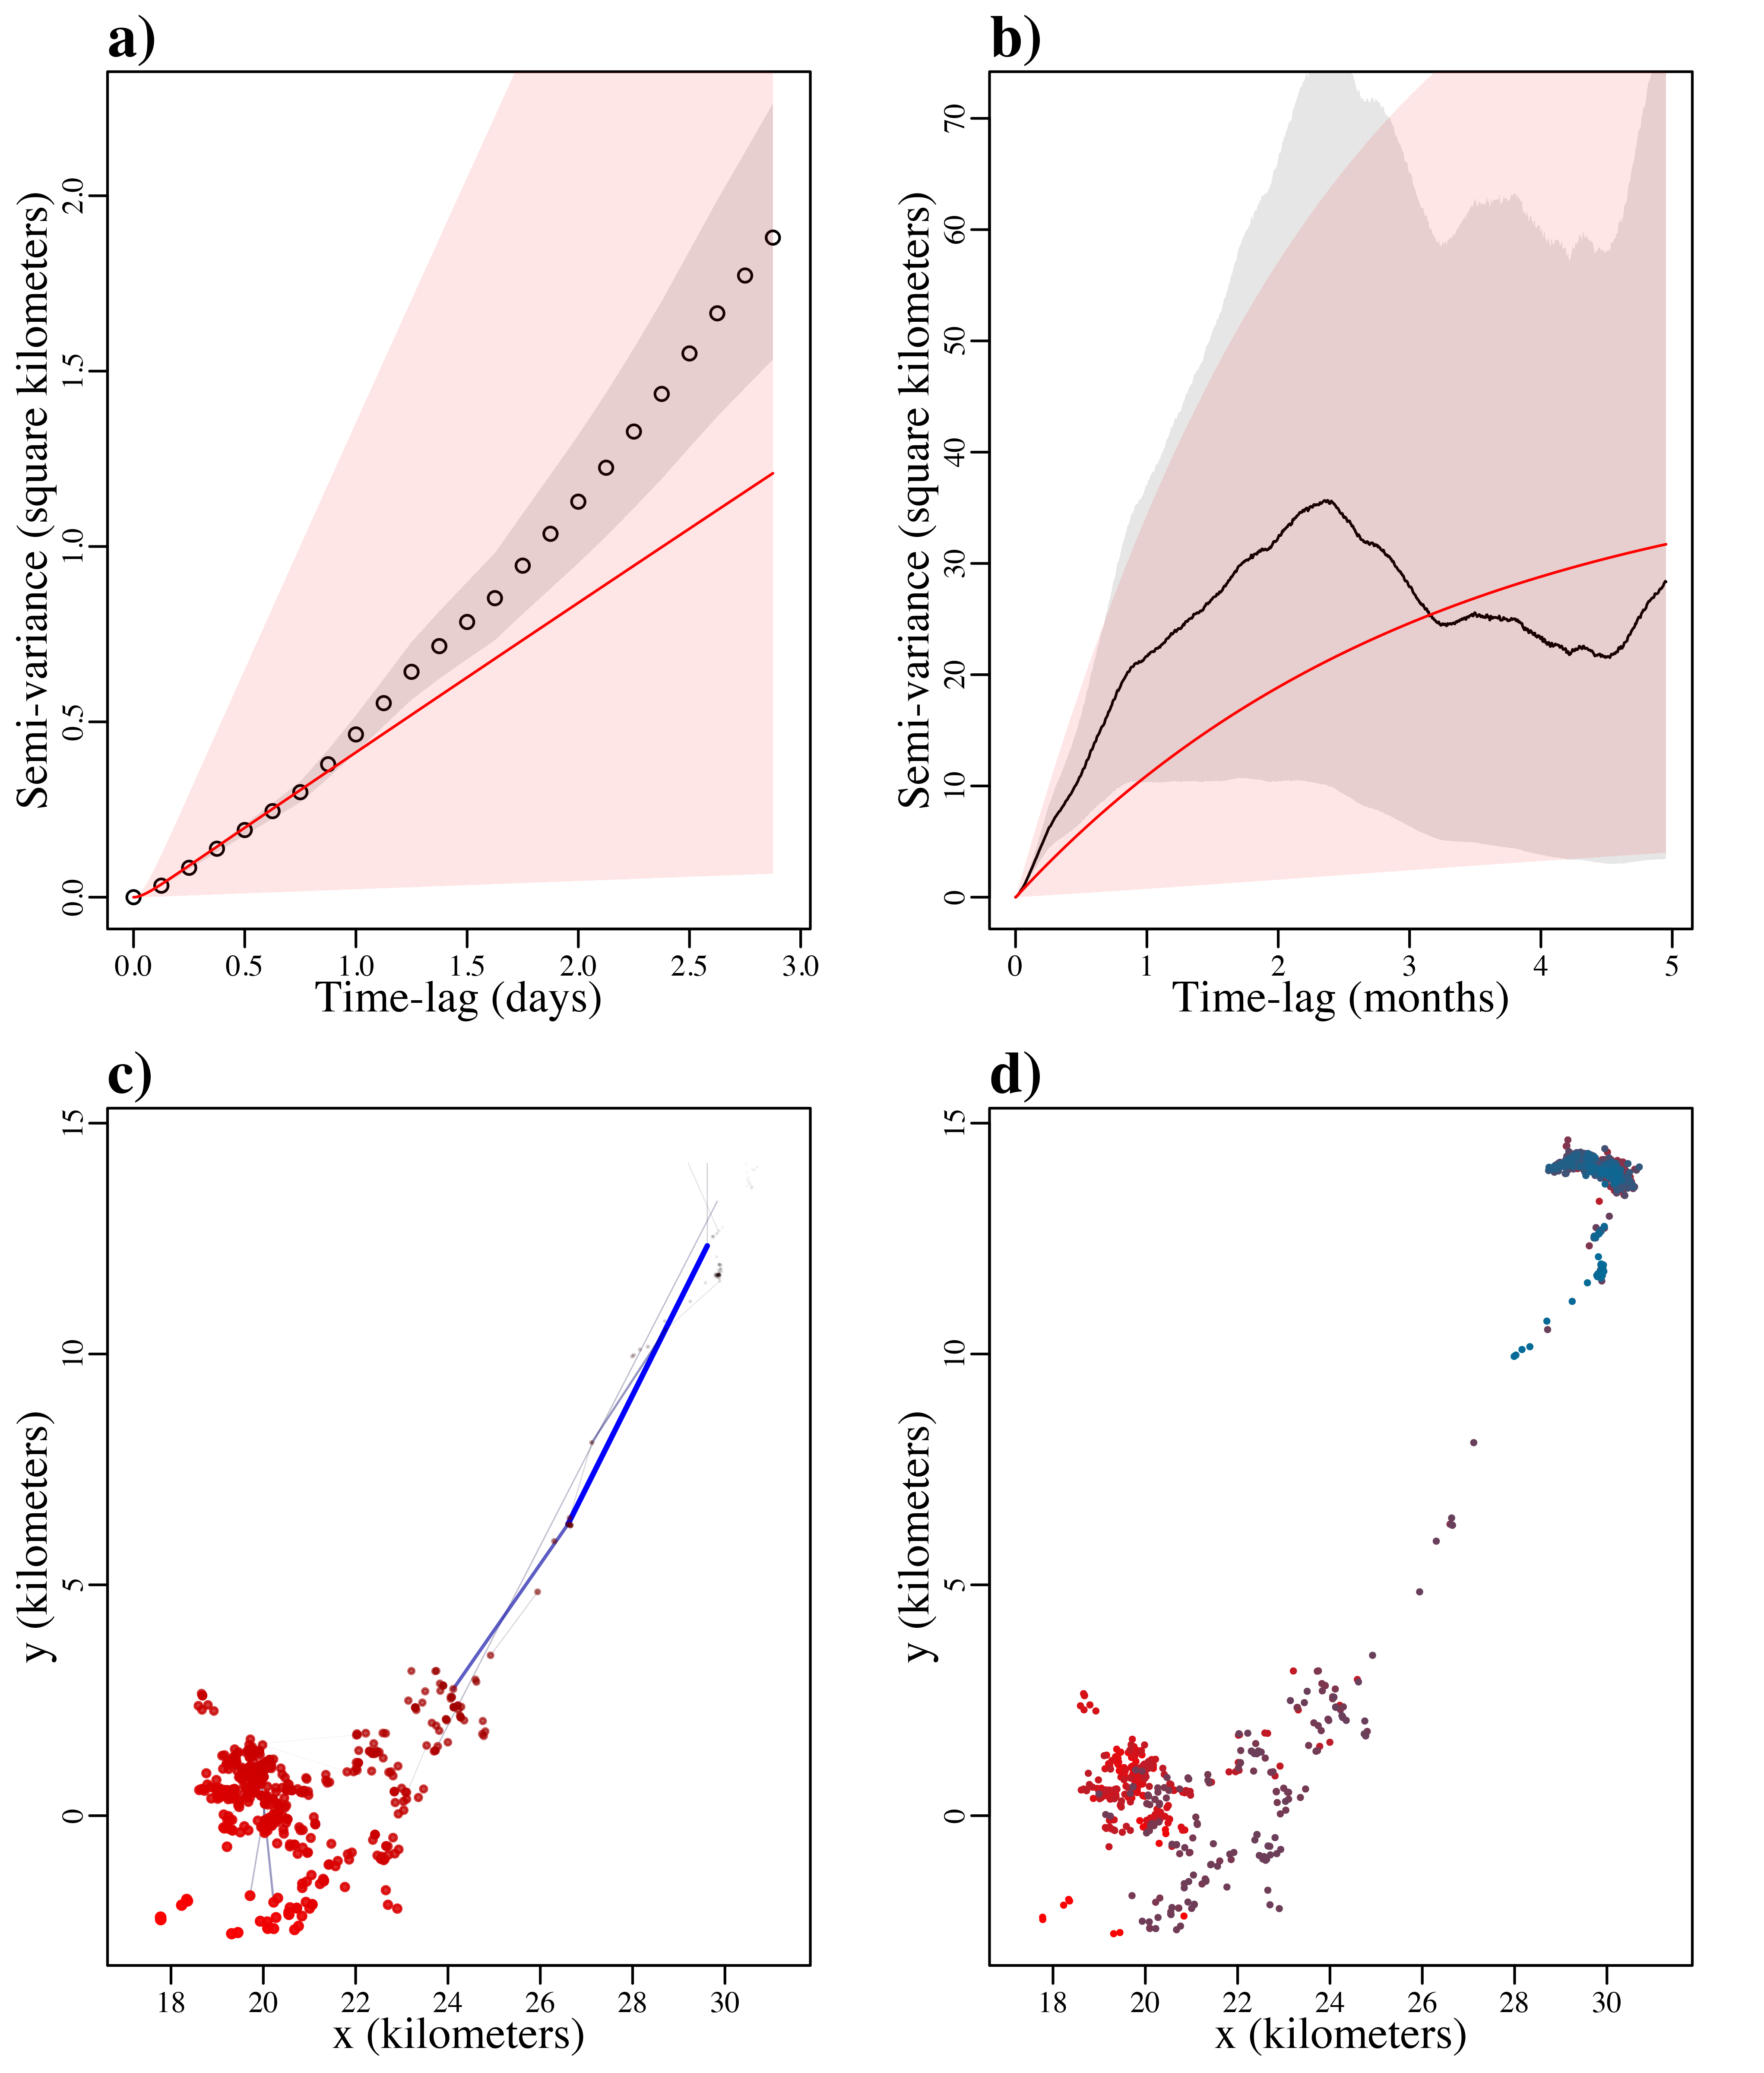 a)
Semi-variance (square kilometers)
0.0 0.5 1.0 1.5 2.0
0.0 0.5 1.0 1.5 2.0 2.5 3.0
Time-lag (days)
b)
Semi-variance (square kilometers)
0 10 20 30 40 50 60 70
0 1 2 3 4 5
Time-lag (months)
c)
y (kilometers)
0 5 10 15
18 20 22 24 26 28 30
x (kilometers)
d)
y (kilometers)
0 5 10 15
18 20 22 24 26 28 30
x (kilometers)